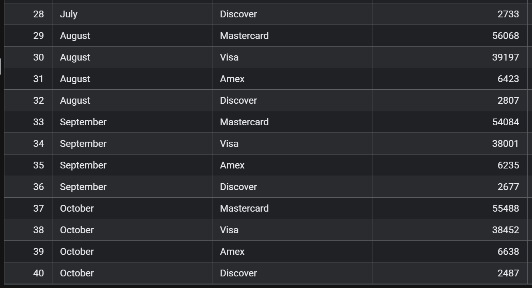 28 July Discover 2733
29 August Mastercard 56068
30 August Visa 39197
31 August Amex 6423
32 August Discover 2807
33 September Mastercard 54084
34 September Visa 38001
35 September Amex 6235
36 September Discover 2677
37 October Mastercard 55488
38 October Visa 38452
39 October Amex 6638
40 October Discover 2487